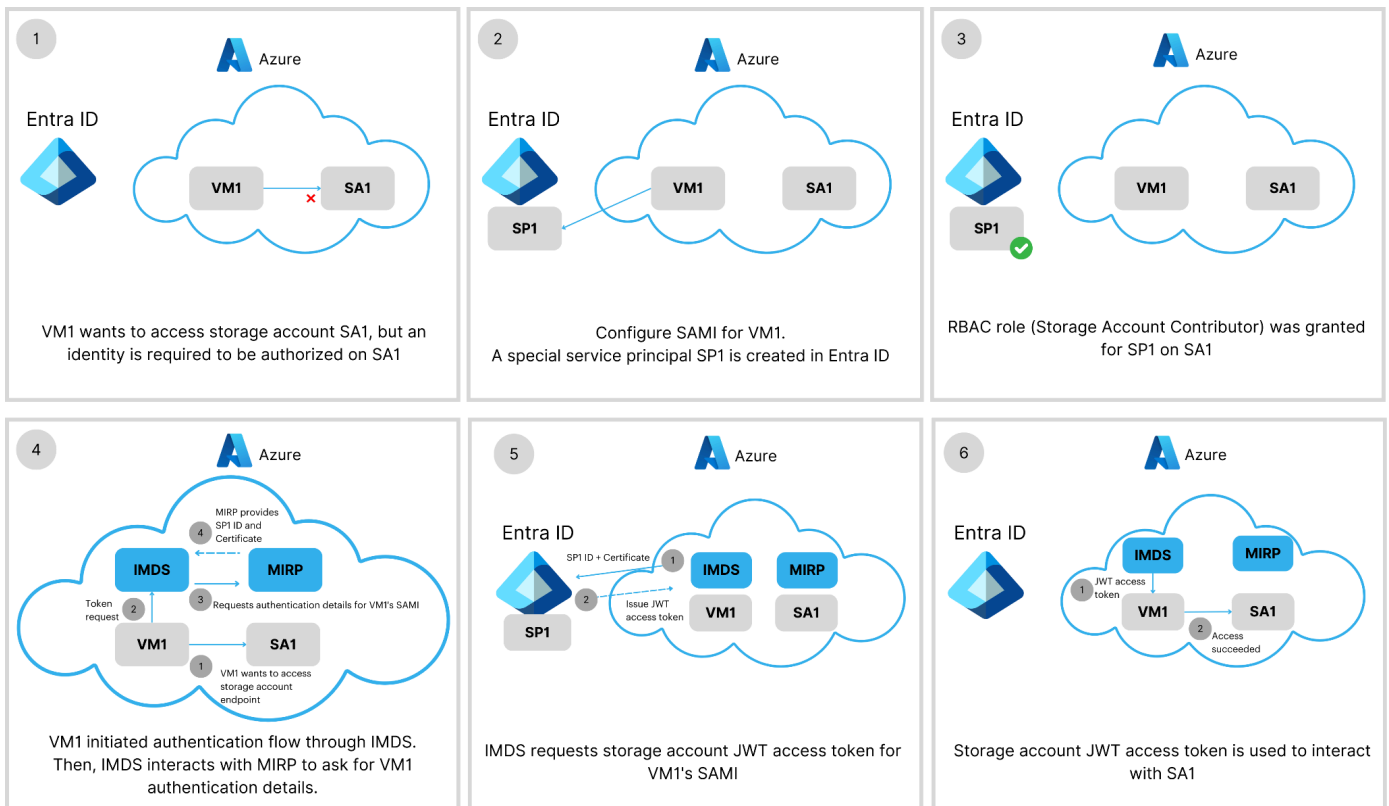 1
Azure
Entra ID
VM1
SA1
VM1 wants to access storage account SA1, but an
identity is required to be authorized on SA1
2
Azure
Entra ID
VM1
SA1
SP1
Configure SAMI for VM1.
A special service principal SP1 is created in Entra ID
3
Azure
Entra ID
VM1
SA1
SP1
RBAC role (Storage Account Contributor) was granted
for SP1 on SA1
4
Azure
MIRP provides
SP1 ID and
Certificate
4
IMDS
MIRP
3
Requests authentication details for VM1's SAMI
Token
request
2
VM1
SA1
1
VM1 wants to access
storage account
endpoint
VM1 initiated authentication flow through IMDS.
Then, IMDS interacts with MIRP to ask for VM1
authentication details.
5
Azure
Entra ID
SP1 ID + Certificate
1
IMDS
MIRP
2
Issue JWT
access token
VM1
SA1
SP1
IMDS requests storage account JWT access token for
VM1's SAMI
6
Azure
Entra ID
IMDS
MIRP
1
JWT access
token
VM1
SA1
2
Access
succeeded
Storage account JWT access token is used to interact
with SA1